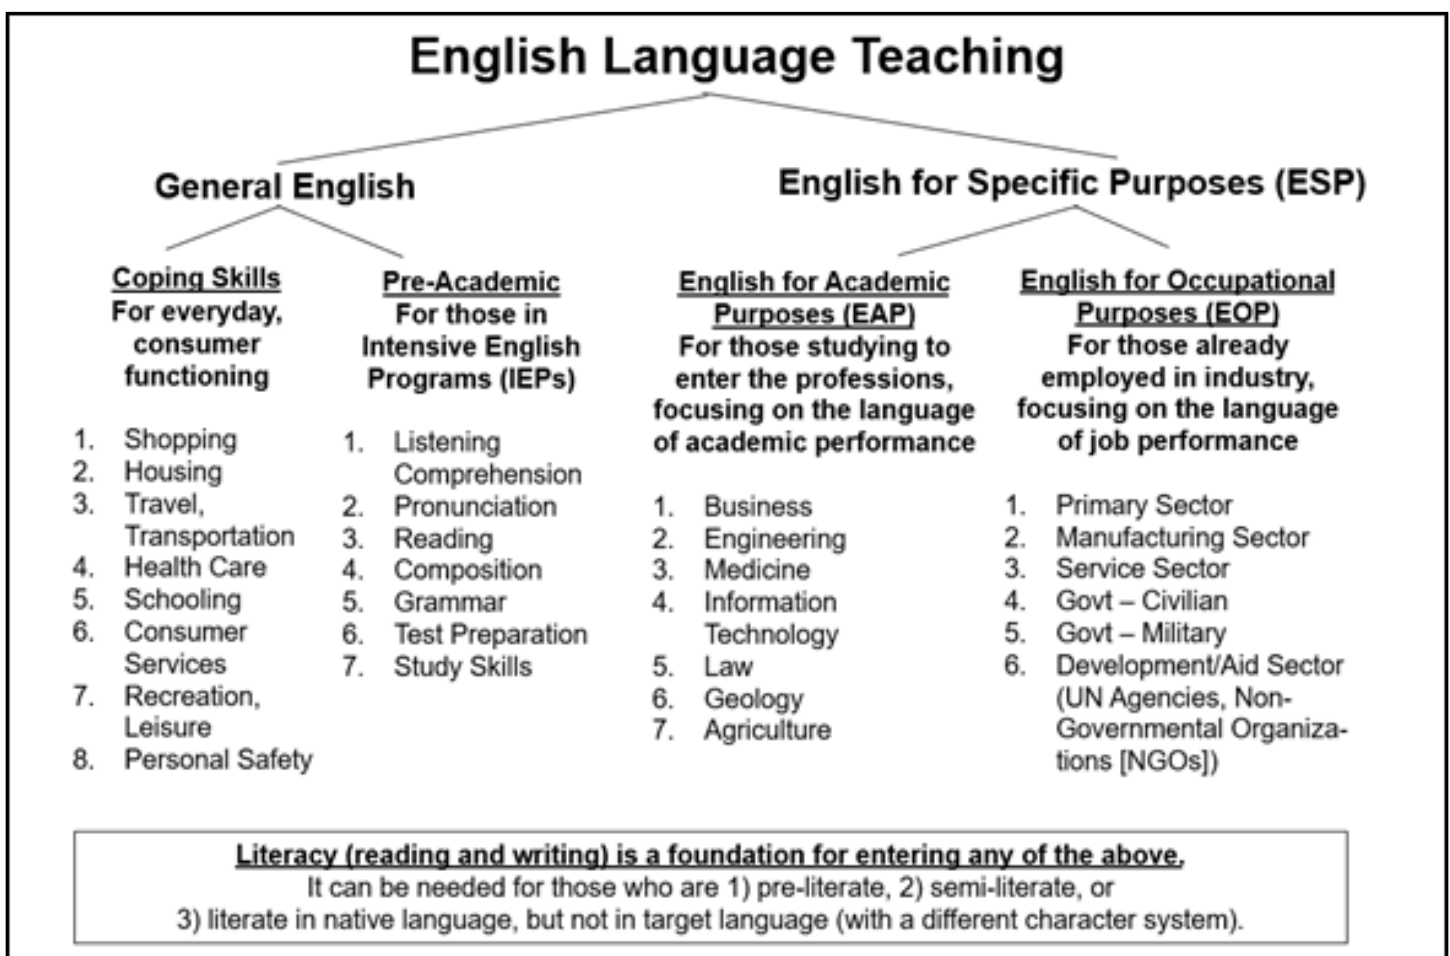 English Language Teaching
General English
English for Specific Purposes (ESP)
Coping Skills
For everyday,
consumer
functioning
1. Shopping
2. Housing
3. Travel,
Transportation
4. Health Care
5. Schooling
6. Consumer
Services
7. Recreation,
Leisure
8. Personal Safety
Pre-Academic
For those in
Intensive English
Programs (IEPs)
1. Listening
Comprehension
2. Pronunciation
3. Reading
4. Composition
5. Grammar
6. Test Preparation
7. Study Skills
English for Academic
Purposes (EAP)
For those studying to
enter the professions,
focusing on the language
of academic performance
1. Business
2. Engineering
3. Medicine
4. Information
Technology
5. Law
6. Geology
7. Agriculture
English for Occupational
Purposes (EOP)
For those already
employed in industry,
focusing on the language
of job performance
1. Primary Sector
2. Manufacturing Sector
3. Service Sector
4. Govt – Civilian
5. Govt – Military
6. Development/Aid Sector
(UN Agencies, Non-
Governmental Organiza-
tions [NGOs])
Literacy (reading and writing) is a foundation for entering any of the above.
It can be needed for those who are 1) pre-literate, 2) semi-literate, or
3) literate in native language, but not in target language (with a different character system).